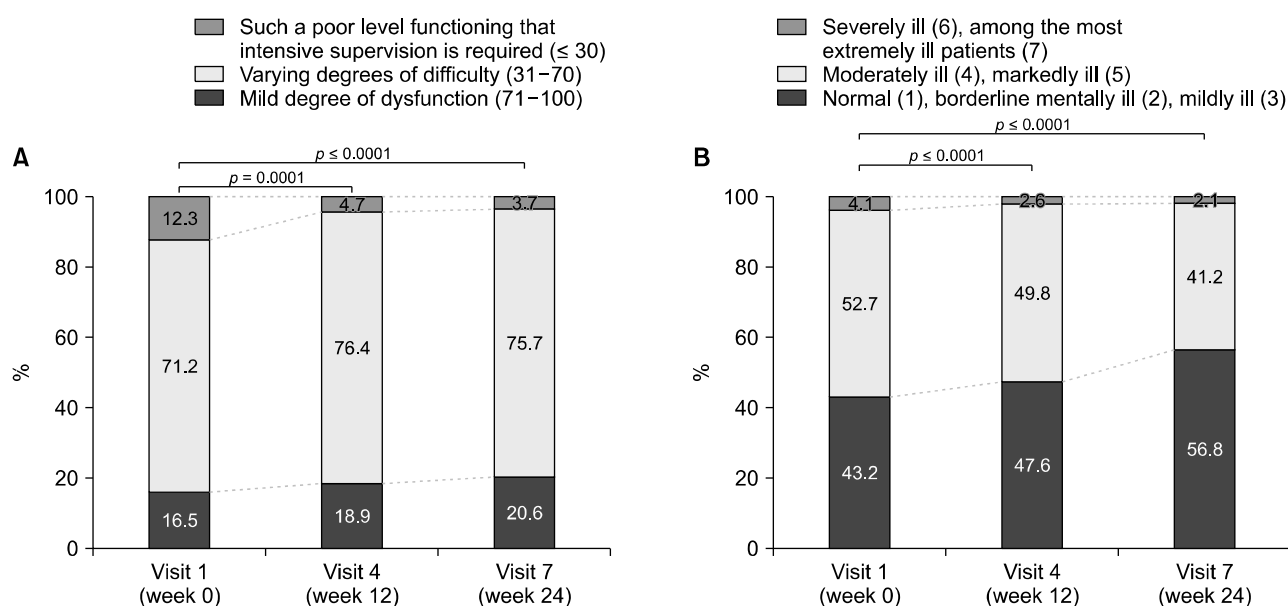 Such a poor level functioning that
intensive supervision is required (≤ 30)
Varying degrees of difficulty (31–70)
Mild degree of dysfunction (71–100)
A
p ≤ 0.0001
p = 0.0001
100
80
60
40
20
0
%
12.3
4.7
3.7
71.2
76.4
75.7
16.5
18.9
20.6
Visit 1
(week 0)
Visit 4
(week 12)
Visit 7
(week 24)
Severely ill (6), among the most
extremely ill patients (7)
Moderately ill (4), markedly ill (5)
Normal (1), borderline mentally ill (2), mildly ill (3)
B
p ≤ 0.0001
p ≤ 0.0001
100
80
60
40
20
0
%
4.1
2.6
2.1
52.7
49.8
41.2
43.2
47.6
56.8
Visit 1
(week 0)
Visit 4
(week 12)
Visit 7
(week 24)